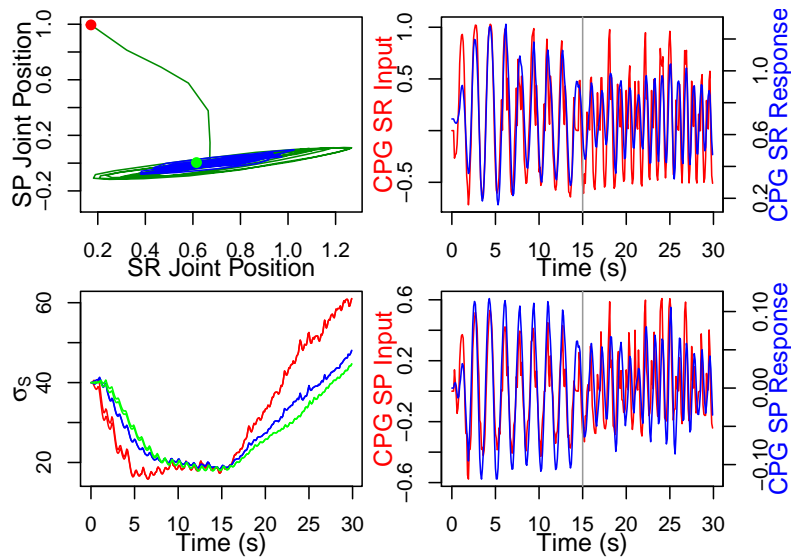 SP Joint Position
-0.2 0.2 0.6 1.0
0.2 0.4 0.6 0.8 1.0 1.2
SR Joint Position
CPG SR Input
-0.5 0.5 1.0
0 5 10 15 20 25 30
Time (s)
0.2 0.6 1.0
CPG SR Response
σS
20 40 60
0 5 10 15 20 25 30
Time (s)
CPG SP Input
-0.6 -0.2 0.2 0.6
0 5 10 15 20 25 30
Time (s)
-0.10 0.00 0.10
CPG SP Response